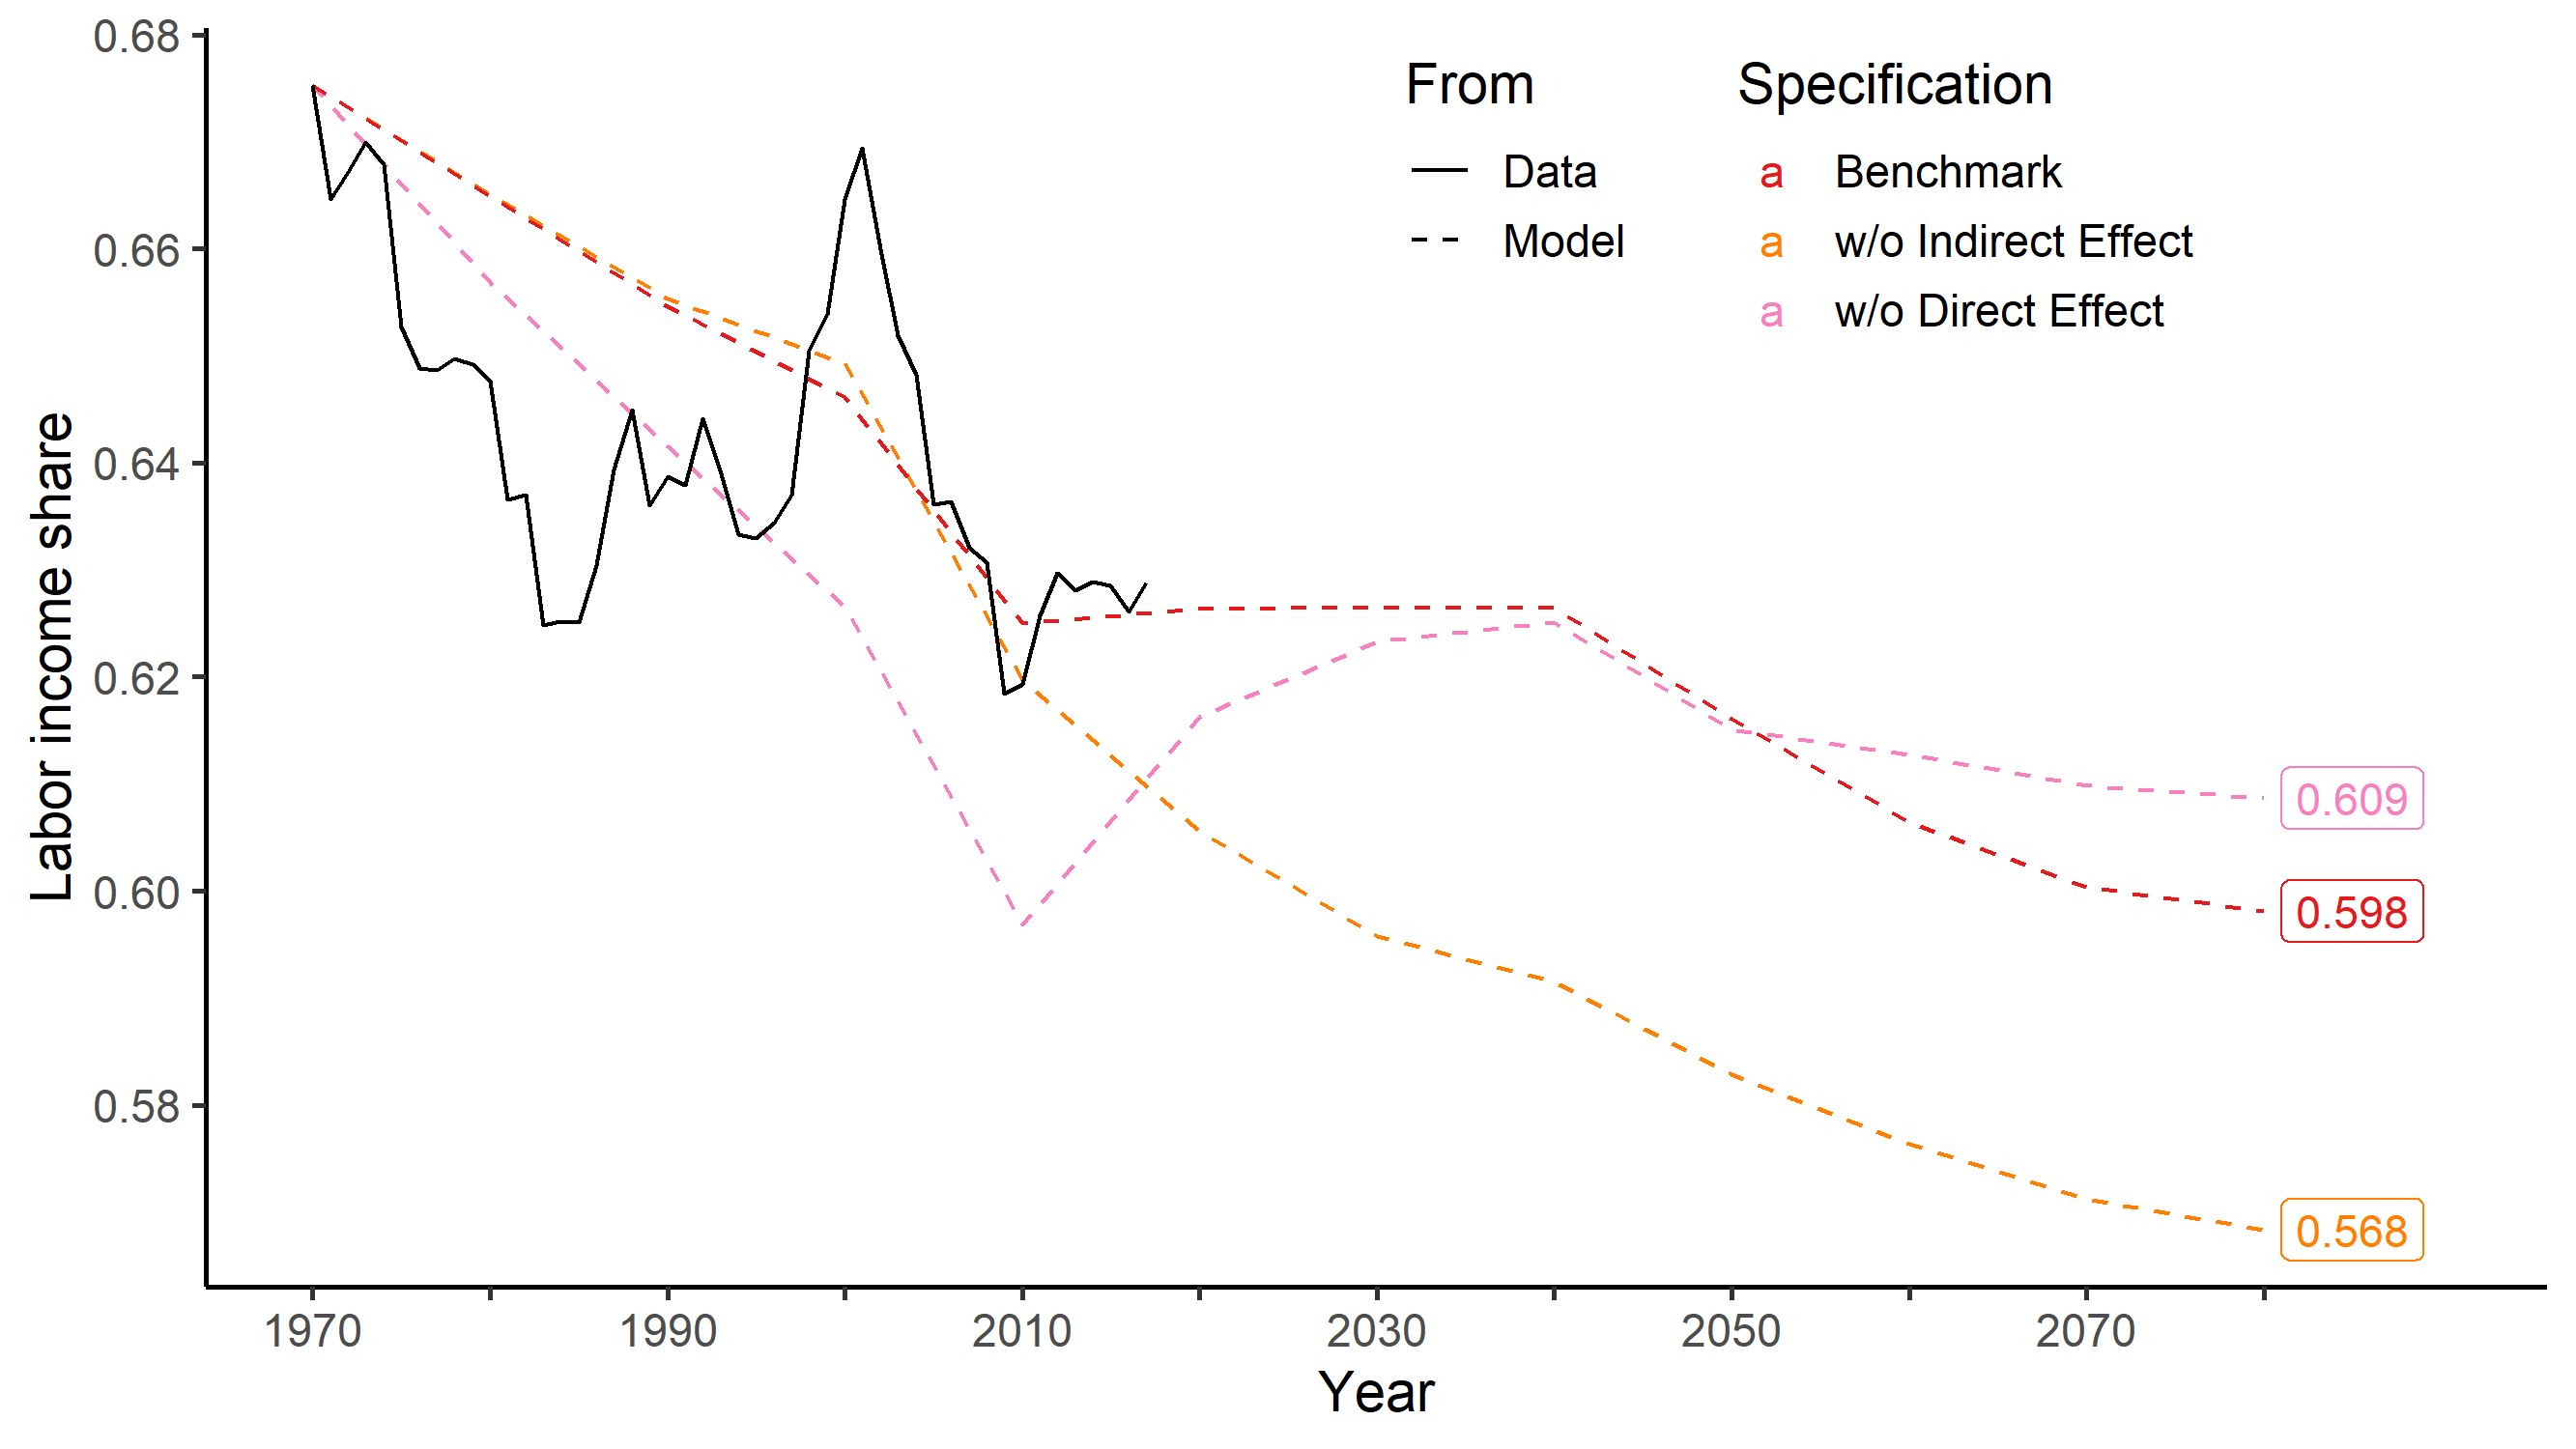 0.68
0.66
0.64
0.62
0.60
0.58
Labor income share
From
Data
Model
Specification
a Benchmark
a w/o Indirect Effect
a w/o Direct Effect
0.609
0.598
0.568
1970 1990 2010 2030 2050 2070
Year